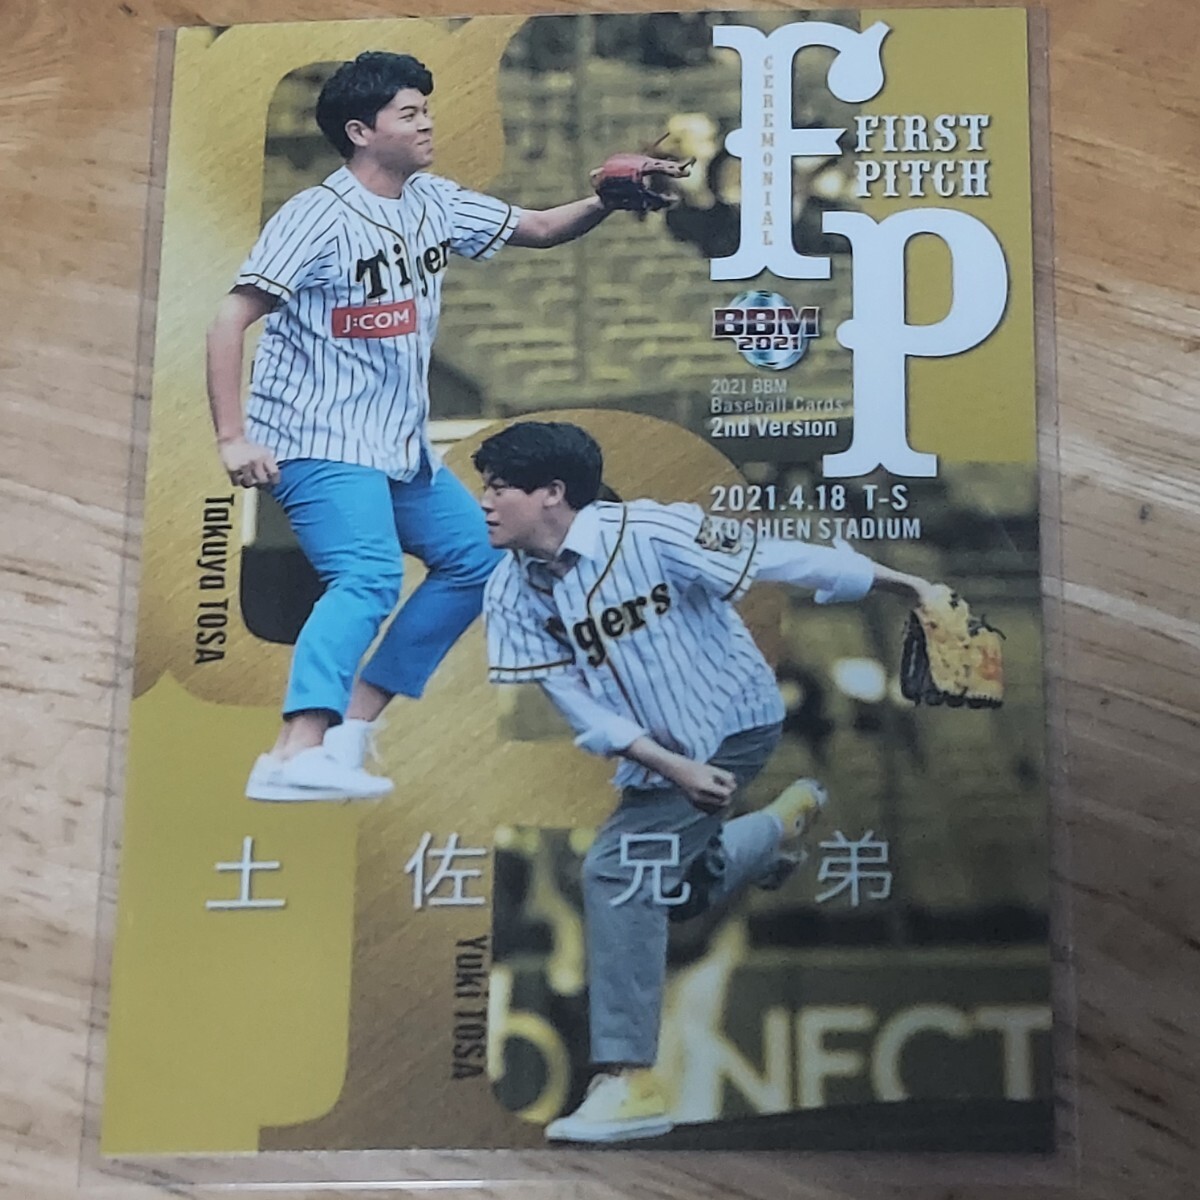 CEREMONIAL
FP
FIRST
PITCH
BBM
2021
2021 BBM
Baseball Cards
2nd Version
2021.4.18 T-S
KOSHIEN STADIUM
Tigers
J:COM
Takuya TOSA
Tigers
土佐兄弟
Yuki TOSA
NECT